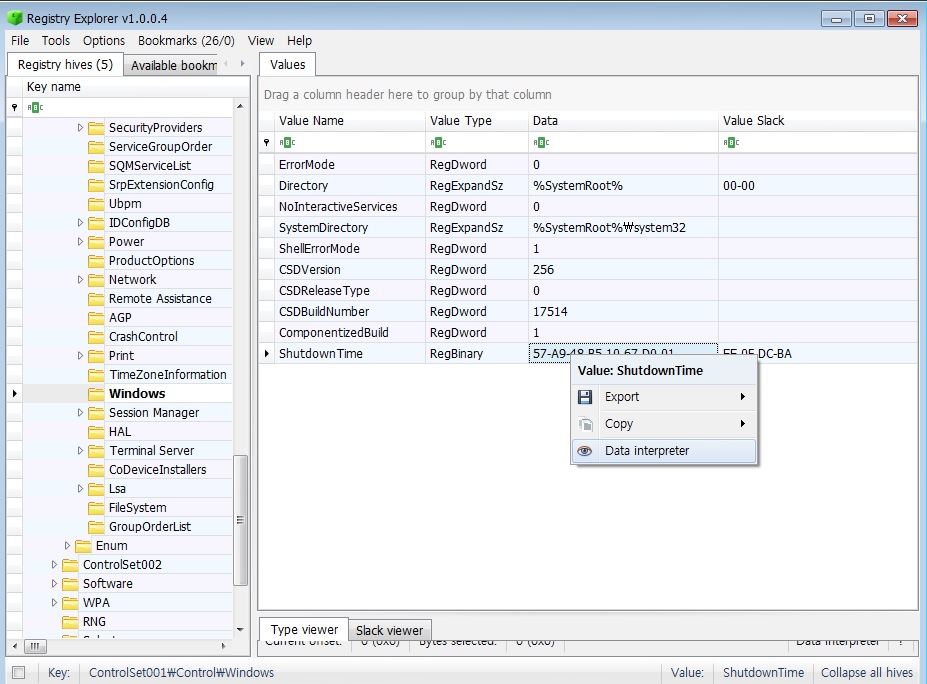 Registry Explorer v1.0.0.4
File Tools Options Bookmarks (26/0) View Help
Registry hives (5) Available bookm
Values
Key name
Drag a column header here to group by that column
Value Name Value Type Data Value Slack
SecurityProviders
ServiceGroupOrder
SQMServiceList
SrpExtensionConfig
Ubpm
IDConfigDB
Power
ProductOptions
Network
Remote Assistance
AGP
CrashControl
Print
TimeZoneInformation
Windows
Session Manager
HAL
Terminal Server
CoDeviceInstallers
Lsa
FileSystem
GroupOrderList
Enum
ControlSet002
Software
WPA
RNG
ErrorMode RegDword 0
Directory RegExpandSz %SystemRoot% 00-00
NoInteractiveServices RegDword 0
SystemDirectory RegExpandSz %SystemRoot%₩system32
ShellErrorMode RegDword 1
CSDVersion RegDword 256
CSDReleaseType RegDword 0
CSDBuildNumber RegDword 17514
ComponentizedBuild RegDword 1
ShutdownTime RegBinary 57-A9-48-B5-10-67-D0-01
Value: ShutdownTime
Export
Copy
Data interpreter
Type viewer Slack viewer
Current offset: 0 (0x0) Bytes selected: 0 (0x0) Data interpreter ?
Key: ControlSet001₩Control₩Windows Value: ShutdownTime Collapse all hives